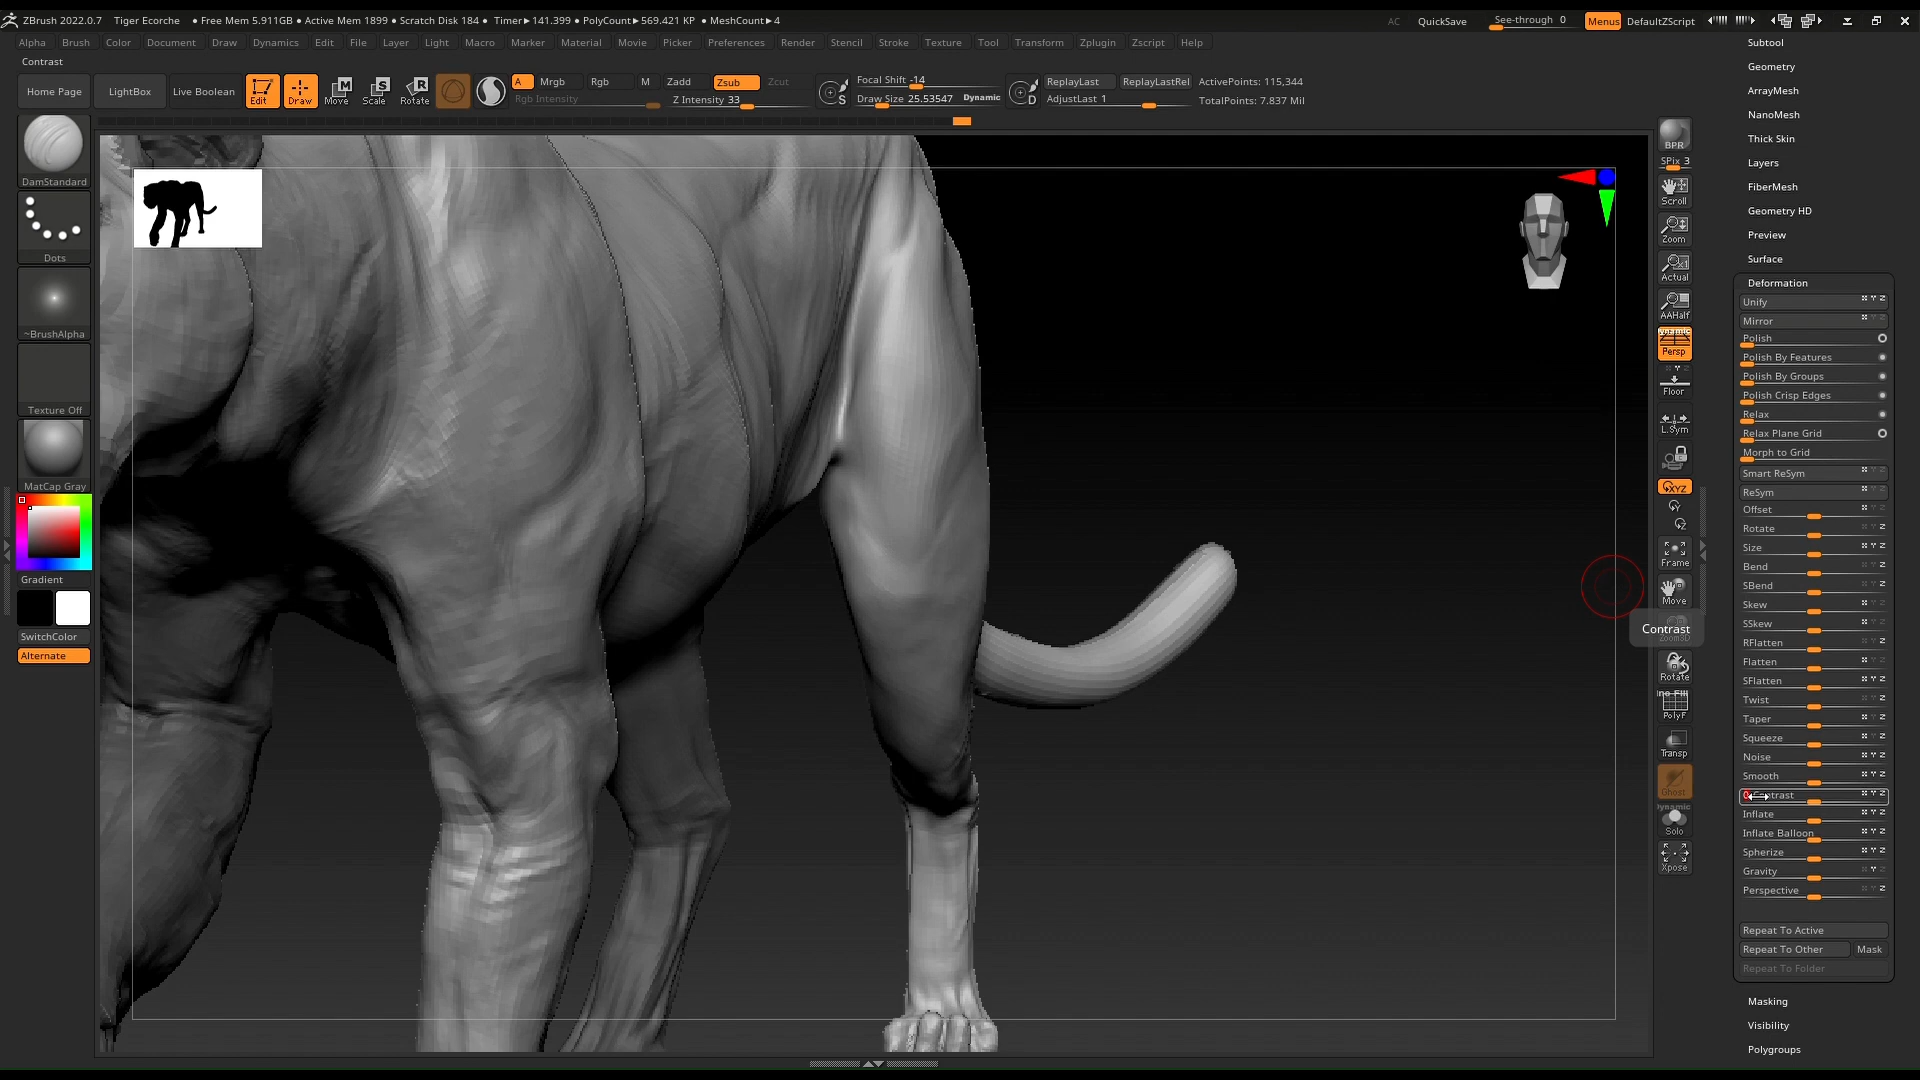 ZBrush 2022.0.7 Tiger Ecorche • Free Mem 5.911GB • Active Mem 1899 • Scratch Disk 184 • Timer▶141.399 • PolyCount▶569.421 KP • MeshCount▶4 AC QuickSave See-through 0 Menus DefaultZScript
Alpha Brush Color Document Draw Dynamics Edit File Layer Light Macro Marker Material Movie Picker Preferences Render Stencil Stroke Texture Tool Transform Zplugin Zscript Help
Contrast
Home Page LightBox Live Boolean Edit Draw Move Scale Rotate
A Mrgb Rgb M Zadd Zsub Zcut
Rgb Intensity Z Intensity 33
Focal Shift -14
Draw Size 25.53547 Dynamic
ReplayLast ReplayLastRel ActivePoints: 115,344
AdjustLast 1 TotalPoints: 7.837 Mil
DamStandard
Dots
~BrushAlpha
Texture Off
MatCap Gray
Gradient
SwitchColor
Alternate
BPR
SPix 3
Scroll
Zoom
Actual
AAHalf
Persp
Floor
L.Sym
XYZ
Frame
Move
Contrast
Zoom3D
Rotate
PolyF
Transp
Ghost
Dynamic
Solo
Xpose
Subtool
Geometry
ArrayMesh
NanoMesh
Thick Skin
Layers
FiberMesh
Geometry HD
Preview
Surface
Deformation
Unify
Mirror
Polish
Polish By Features
Polish By Groups
Polish Crisp Edges
Relax
Relax Plane Grid
Morph to Grid
Smart ReSym
ReSym
Offset
Rotate
Size
Bend
SBend
Skew
SSkew
RFlatten
Flatten
SFlatten
Twist
Taper
Squeeze
Noise
Smooth
Contrast
Inflate
Inflate Balloon
Spherize
Gravity
Perspective
Repeat To Active
Repeat To Other Mask
Repeat To Folder
Masking
Visibility
Polygroups